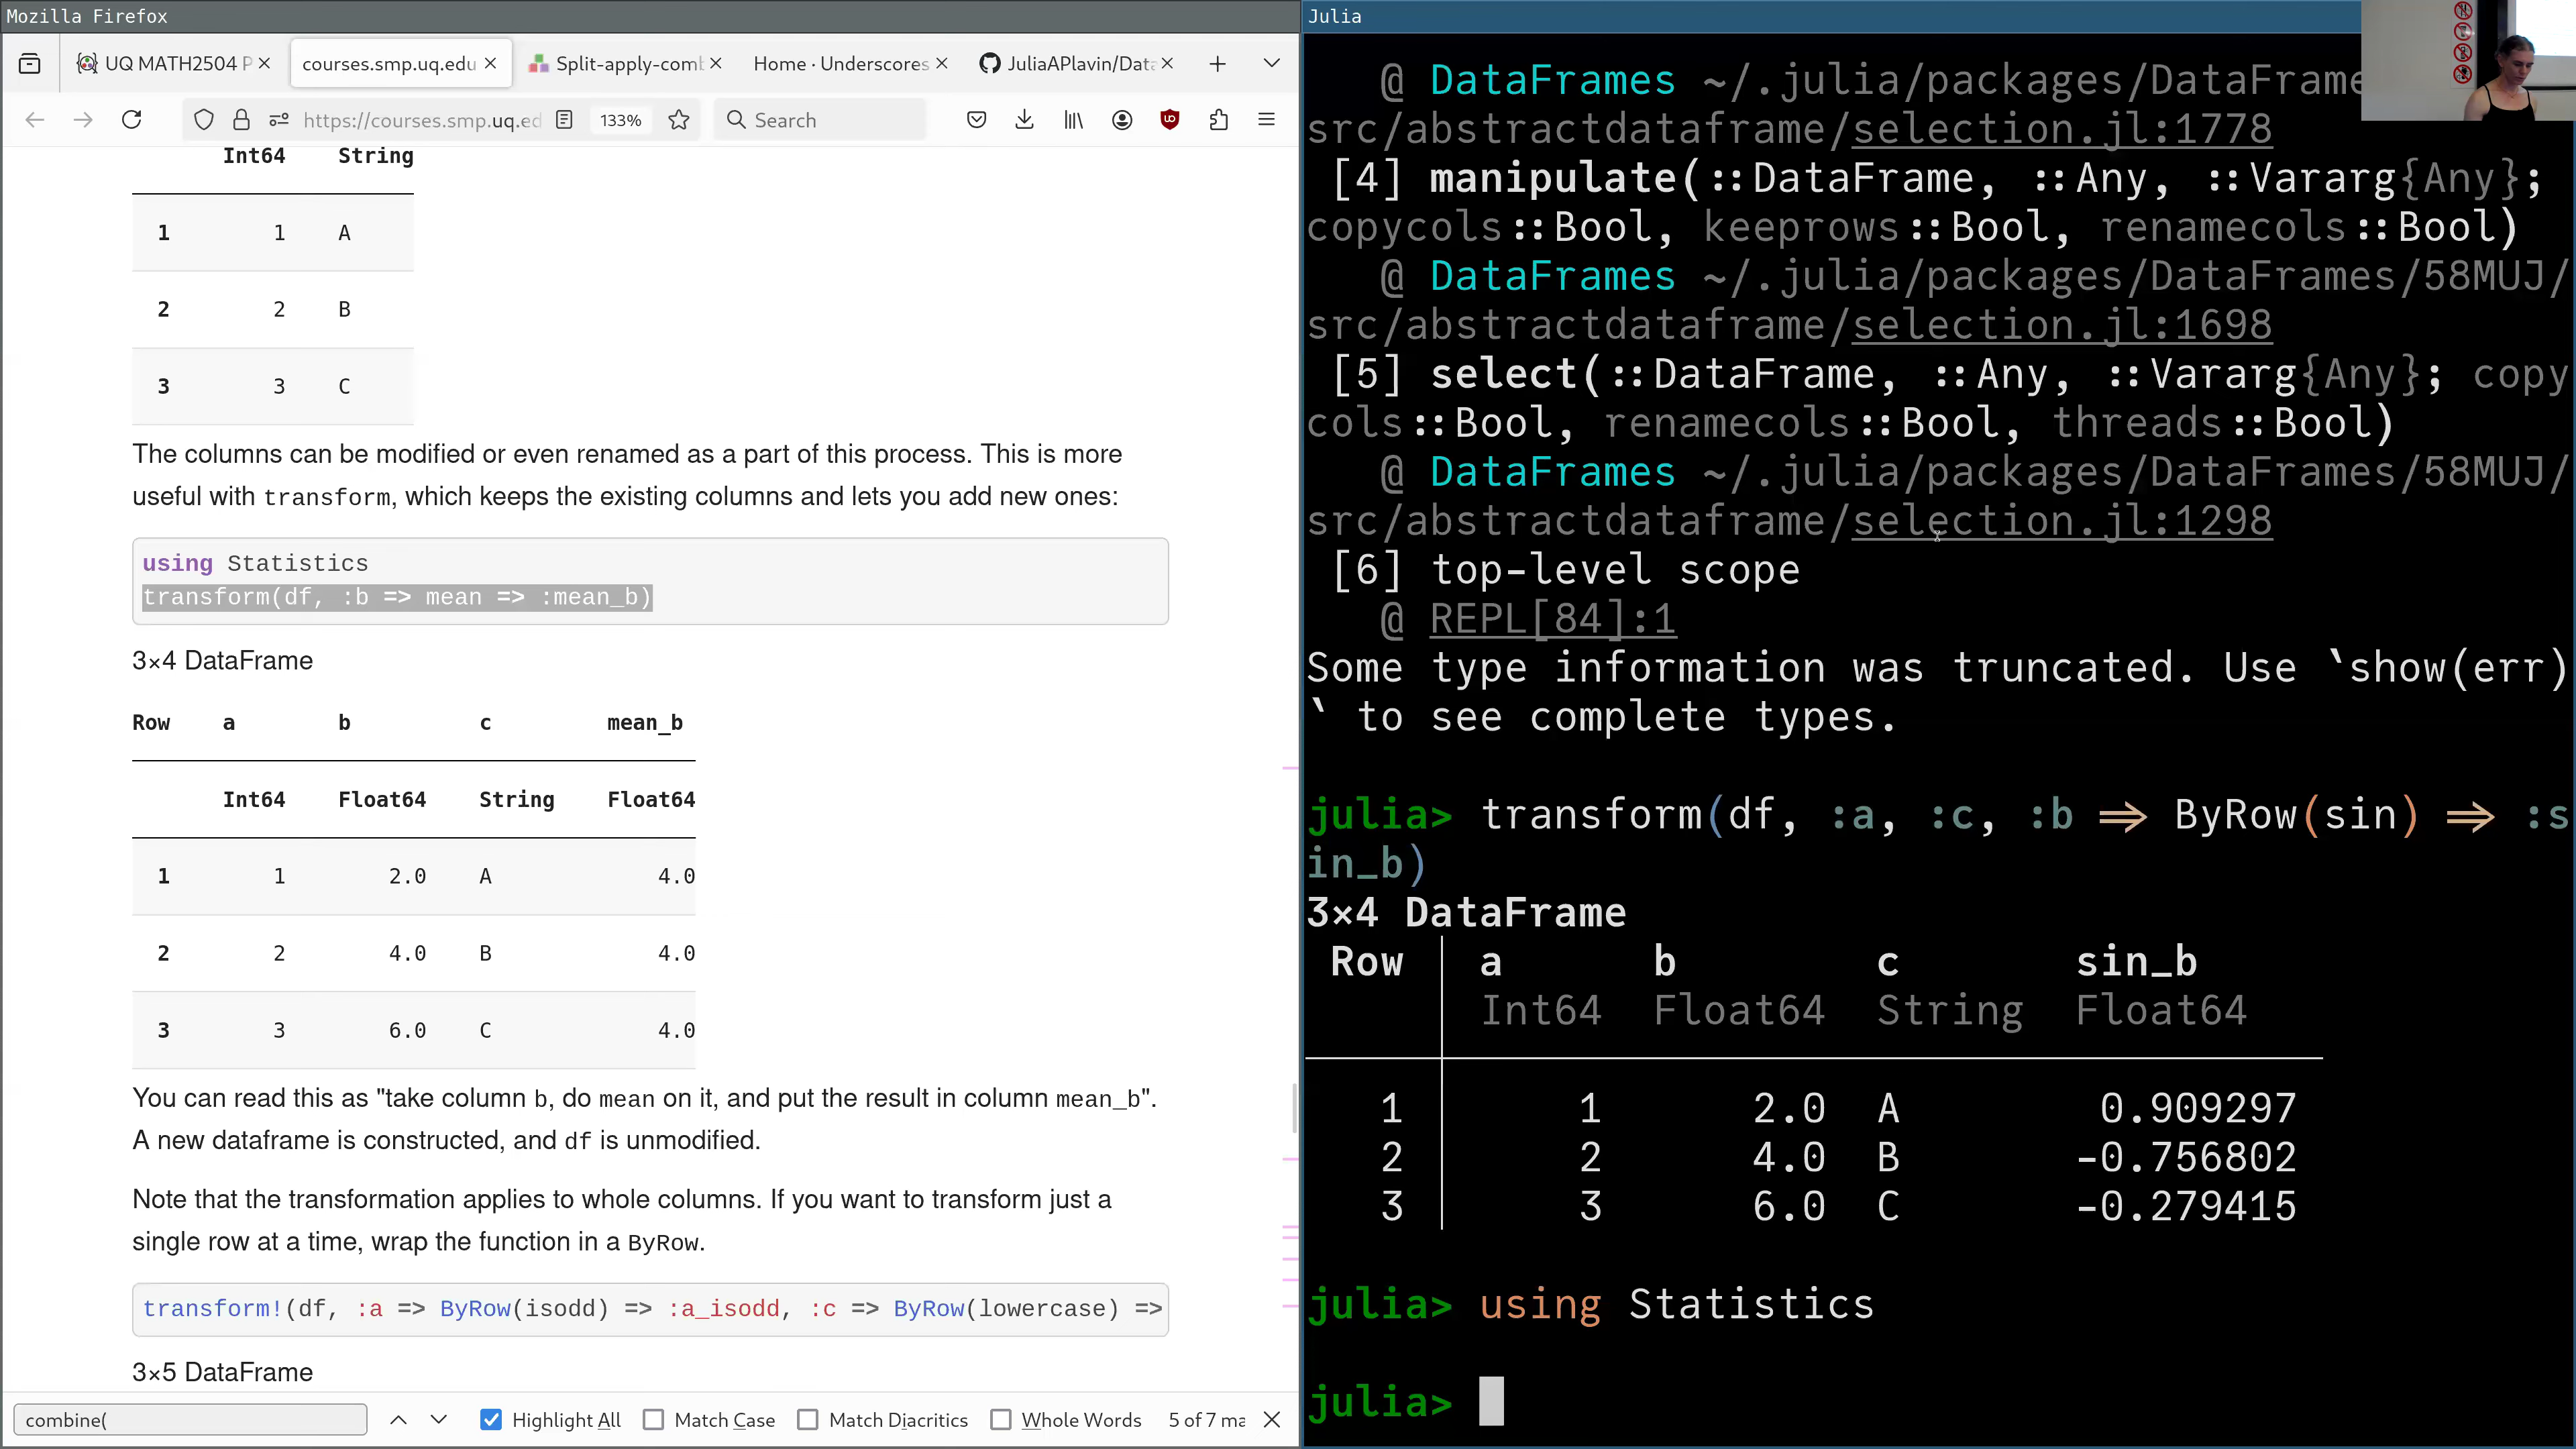 Mozilla Firefox
UQ MATH2504 P
courses.smp.uq.edu
Split-apply-comb
Home · Underscores
JuliaAPlavin/Data
https://courses.smp.uq.ed
133%
Search
Int64 String
1 1 A
2 2 B
3 3 C
The columns can be modified or even renamed as a part of this process. This is more
useful with transform, which keeps the existing columns and lets you add new ones:
using Statistics
transform(df, :b => mean => :mean_b)
3×4 DataFrame
Row a b c mean_b
Int64 Float64 String Float64
1 1 2.0 A 4.0
2 2 4.0 B 4.0
3 3 6.0 C 4.0
You can read this as "take column b, do mean on it, and put the result in column mean_b".
A new dataframe is constructed, and df is unmodified.
Note that the transformation applies to whole columns. If you want to transform just a
single row at a time, wrap the function in a ByRow.
transform!(df, :a => ByRow(isodd) => :a_isodd, :c => ByRow(lowercase) =>
3×5 DataFrame
combine(
Highlight All
Match Case
Match Diacritics
Whole Words
5 of 7 ma
Julia
@ DataFrames ~/.julia/packages/DataFrame
src/abstractdataframe/selection.jl:1778
[4] manipulate(::DataFrame, ::Any, ::Vararg{Any};
copycols::Bool, keeprows::Bool, renamecols::Bool)
@ DataFrames ~/.julia/packages/DataFrames/58MUJ/
src/abstractdataframe/selection.jl:1698
[5] select(::DataFrame, ::Any, ::Vararg{Any}; copy
cols::Bool, renamecols::Bool, threads::Bool)
@ DataFrames ~/.julia/packages/DataFrames/58MUJ/
src/abstractdataframe/selection.jl:1298
[6] top-level scope
@ REPL[84]:1
Some type information was truncated. Use `show(err)
` to see complete types.
julia> transform(df, :a, :c, :b => ByRow(sin) => :s
in_b)
3×4 DataFrame
Row a b c sin_b
Int64 Float64 String Float64
1 1 2.0 A 0.909297
2 2 4.0 B -0.756802
3 3 6.0 C -0.279415
julia> using Statistics
julia>